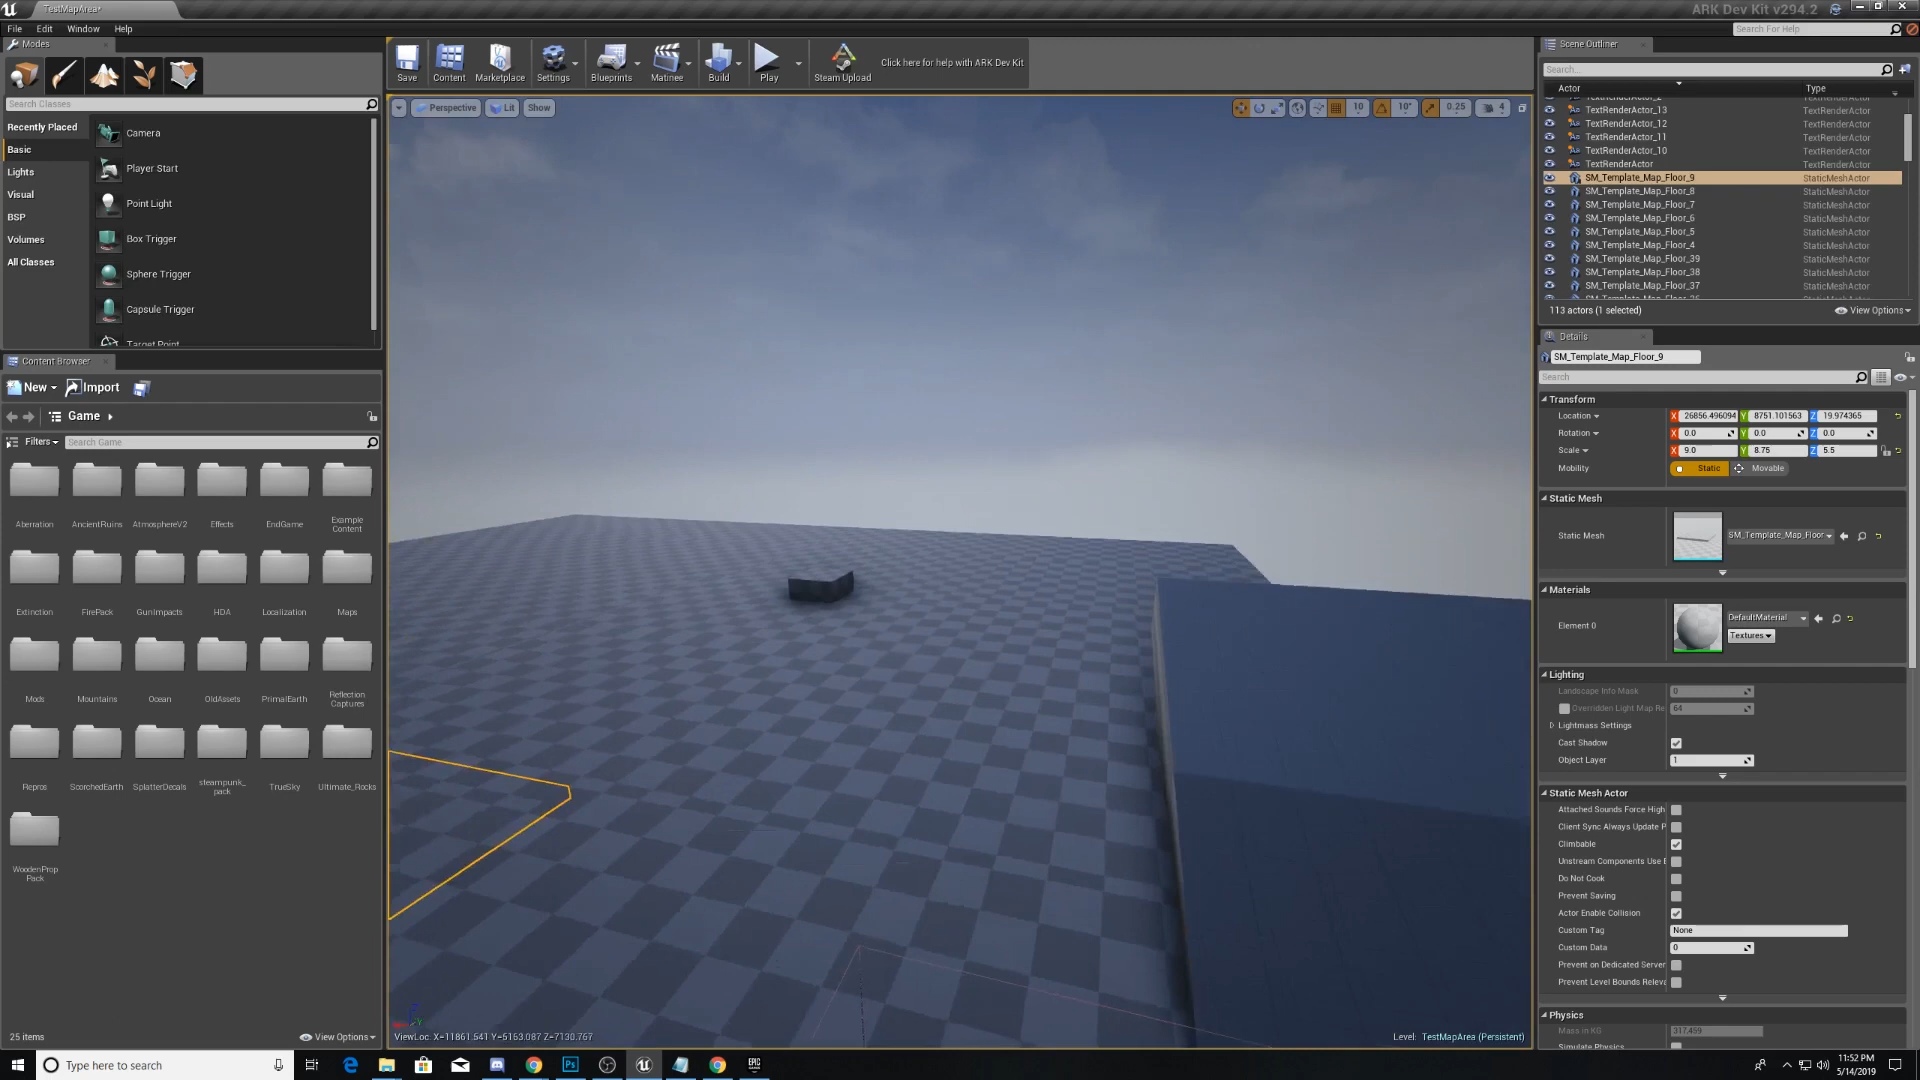 TestMapArea*
ARK Dev Kit v294.2
File Edit Window Help
Search For Help
Modes
Search Classes
Recently Placed
Basic
Lights
Visual
BSP
Volumes
All Classes
Camera
Player Start
Point Light
Box Trigger
Sphere Trigger
Capsule Trigger
Target Point
Save Content Marketplace Settings Blueprints Matinee Build Play Steam Upload
Click here for help with ARK Dev Kit
Perspective Lit Show
10 10° 0.25 4
Content Browser
New Import
Game
Filters Search Game
Aberration AncientRuins AtmosphereV2 Effects EndGame Example Content
Extinction FirePack GunImpacts HDA Localization Maps
Mods Mountains Ocean OldAssets PrimalEarth Reflection Captures
Repros ScorchedEarth SplatterDecals steampunk_pack TrueSky Ultimate_Rocks
WoodenProp Pack
25 items View Options
ViewLoc: X=11861.541 Y=5153.087 Z=7130.757
Level: TestMapArea (Persistent)
Scene Outliner
Search...
Actor Type
TextRenderActor_2 TextRenderActor
TextRenderActor_13 TextRenderActor
TextRenderActor_12 TextRenderActor
TextRenderActor_11 TextRenderActor
TextRenderActor_10 TextRenderActor
TextRenderActor TextRenderActor
SM_Template_Map_Floor_9 StaticMeshActor
SM_Template_Map_Floor_8 StaticMeshActor
SM_Template_Map_Floor_7 StaticMeshActor
SM_Template_Map_Floor_6 StaticMeshActor
SM_Template_Map_Floor_5 StaticMeshActor
SM_Template_Map_Floor_4 StaticMeshActor
SM_Template_Map_Floor_39 StaticMeshActor
SM_Template_Map_Floor_38 StaticMeshActor
SM_Template_Map_Floor_37 StaticMeshActor
113 actors (1 selected) View Options
Details
SM_Template_Map_Floor_9
Search
Transform
Location X 26856.496094 Y 8751.101563 Z 19.974365
Rotation X 0.0 Y 0.0 Z 0.0
Scale X 9.0 Y 8.75 Z 5.5
Mobility Static Movable
Static Mesh
Static Mesh SM_Template_Map_Floor
Materials
Element 0 DefaultMaterial
Textures
Lighting
Landscape Info Mask 0
Overridden Light Map Re 64
Lightmass Settings
Cast Shadow
Object Layer 1
Static Mesh Actor
Attached Sounds Force High
Client Sync Always Update P
Climbable
Unstream Components Use E
Do Not Cook
Prevent Saving
Actor Enable Collision
Custom Tag None
Custom Data 0
Prevent on Dedicated Server
Prevent Level Bounds Releva
Physics
Mass in KG 317.459
Simulate Physics
Type here to search
11:52 PM
5/14/2019